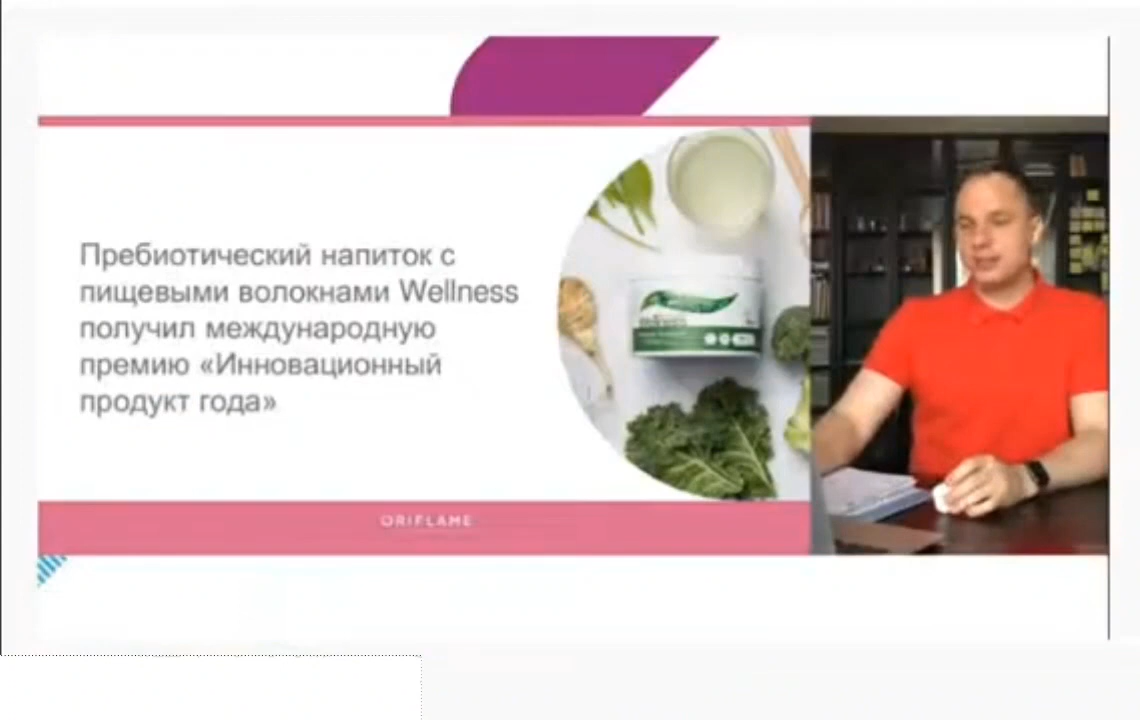 Пребиотический напиток с
пищевыми волокнами Wellness
получил международную
премию «Инновационный
продукт года»
ORIFLAME